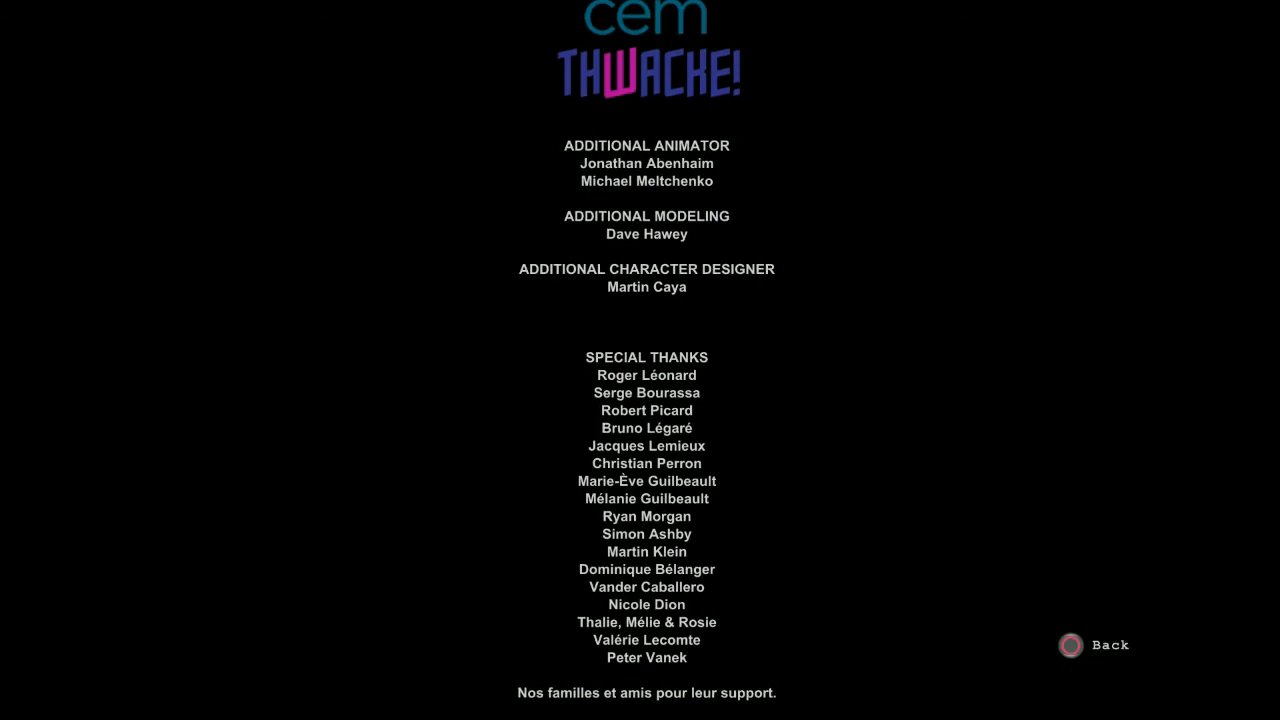 cem
THWACKE!
ADDITIONAL ANIMATOR
Jonathan Abenhaim
Michael Meltchenko
ADDITIONAL MODELING
Dave Hawey
ADDITIONAL CHARACTER DESIGNER
Martin Caya
SPECIAL THANKS
Roger Léonard
Serge Bourassa
Robert Picard
Bruno Légaré
Jacques Lemieux
Christian Perron
Marie-Ève Guilbeault
Mélanie Guilbeault
Ryan Morgan
Simon Ashby
Martin Klein
Dominique Bélanger
Vander Caballero
Nicole Dion
Thalie, Mélie & Rosie
Valérie Lecomte
Peter Vanek
Back
Nos familles et amis pour leur support.